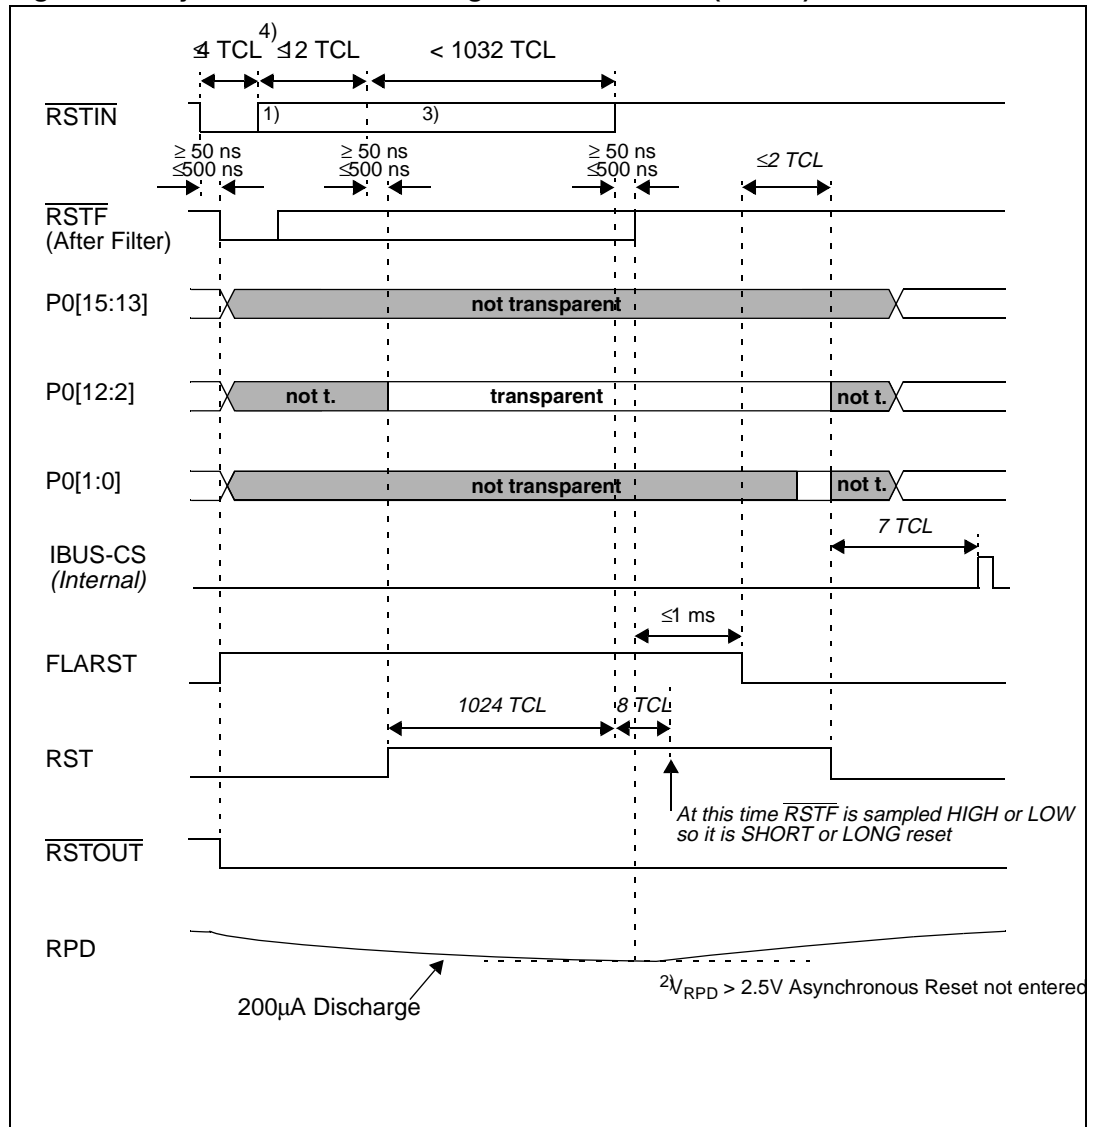 4)
≤4 TCL ≤12 TCL < 1032 TCL
RSTIN 1) 3)
≥ 50 ns ≥ 50 ns ≥ 50 ns
≤500 ns ≤500 ns ≤500 ns ≤2 TCL
RSTF
(After Filter)
P0[15:13] not transparent
P0[12:2] not t. transparent not t.
P0[1:0] not transparent not t.
7 TCL
IBUS-CS
(Internal)
≤1 ms
FLARST
1024 TCL 8 TCL
RST
At this time RSTF is sampled HIGH or LOW
so it is SHORT or LONG reset
RSTOUT
RPD
2)VRPD > 2.5V Asynchronous Reset not entered
200µA Discharge